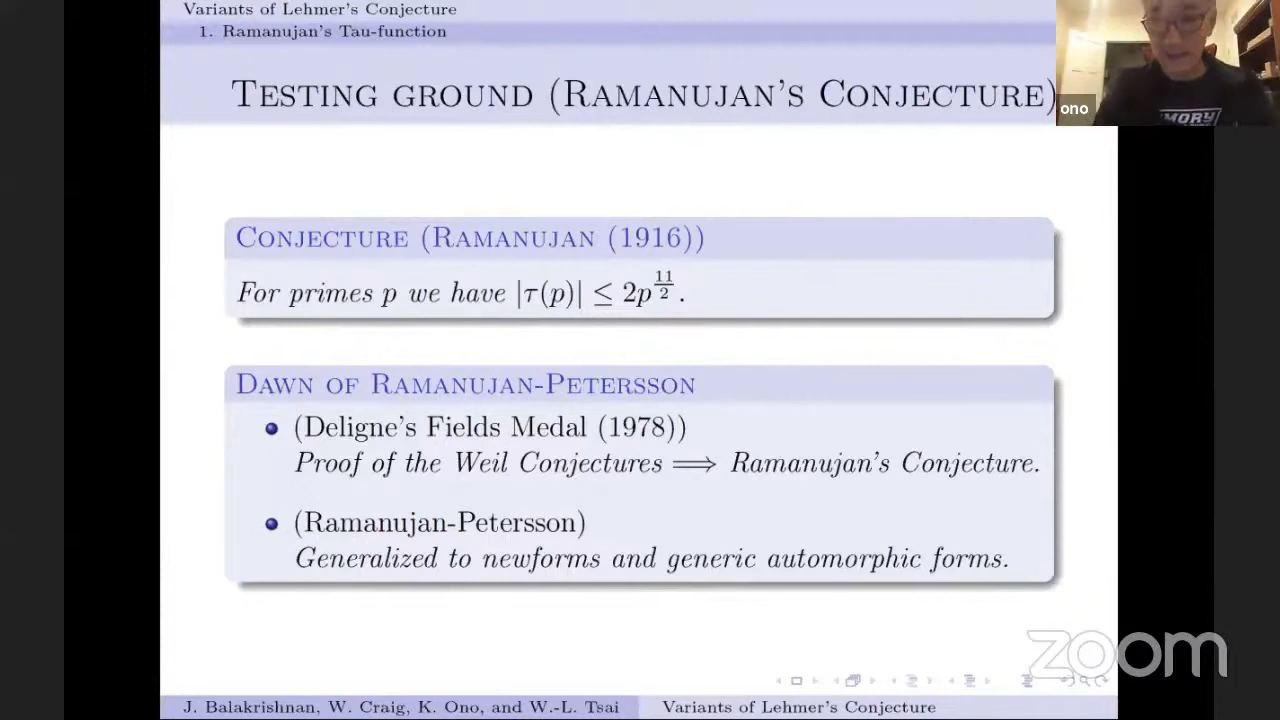 Variants of Lehmer's Conjecture
1. Ramanujan's Tau-function
Testing ground (Ramanujan's Conjecture)
ono
Conjecture (Ramanujan (1916))
For primes p we have |τ(p)| ≤ 2p^{11/2}.
Dawn of Ramanujan-Petersson
(Deligne's Fields Medal (1978))
Proof of the Weil Conjectures ⟹ Ramanujan's Conjecture.
(Ramanujan-Petersson)
Generalized to newforms and generic automorphic forms.
zoom
J. Balakrishnan, W. Craig, K. Ono, and W.-L. Tsai
Variants of Lehmer's Conjecture